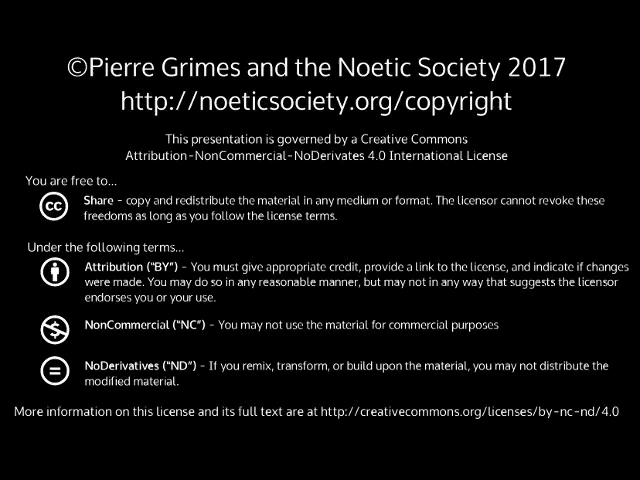 ©Pierre Grimes and the Noetic Society 2017
http://noeticsociety.org/copyright
This presentation is governed by a Creative Commons
Attribution-NonCommercial-NoDerivates 4.0 International License
You are free to...
cc
Share - copy and redistribute the material in any medium or format. The licensor cannot revoke these
freedoms as long as you follow the license terms.
Under the following terms...
Attribution ("BY") - You must give appropriate credit, provide a link to the license, and indicate if changes
were made. You may do so in any reasonable manner, but may not in any way that suggests the licensor
endorses you or your use.
NonCommercial ("NC") - You may not use the material for commercial purposes
NoDerivatives ("ND") - If you remix, transform, or build upon the material, you may not distribute the
modified material.
More information on this license and its full text are at http://creativecommons.org/licenses/by-nc-nd/4.0